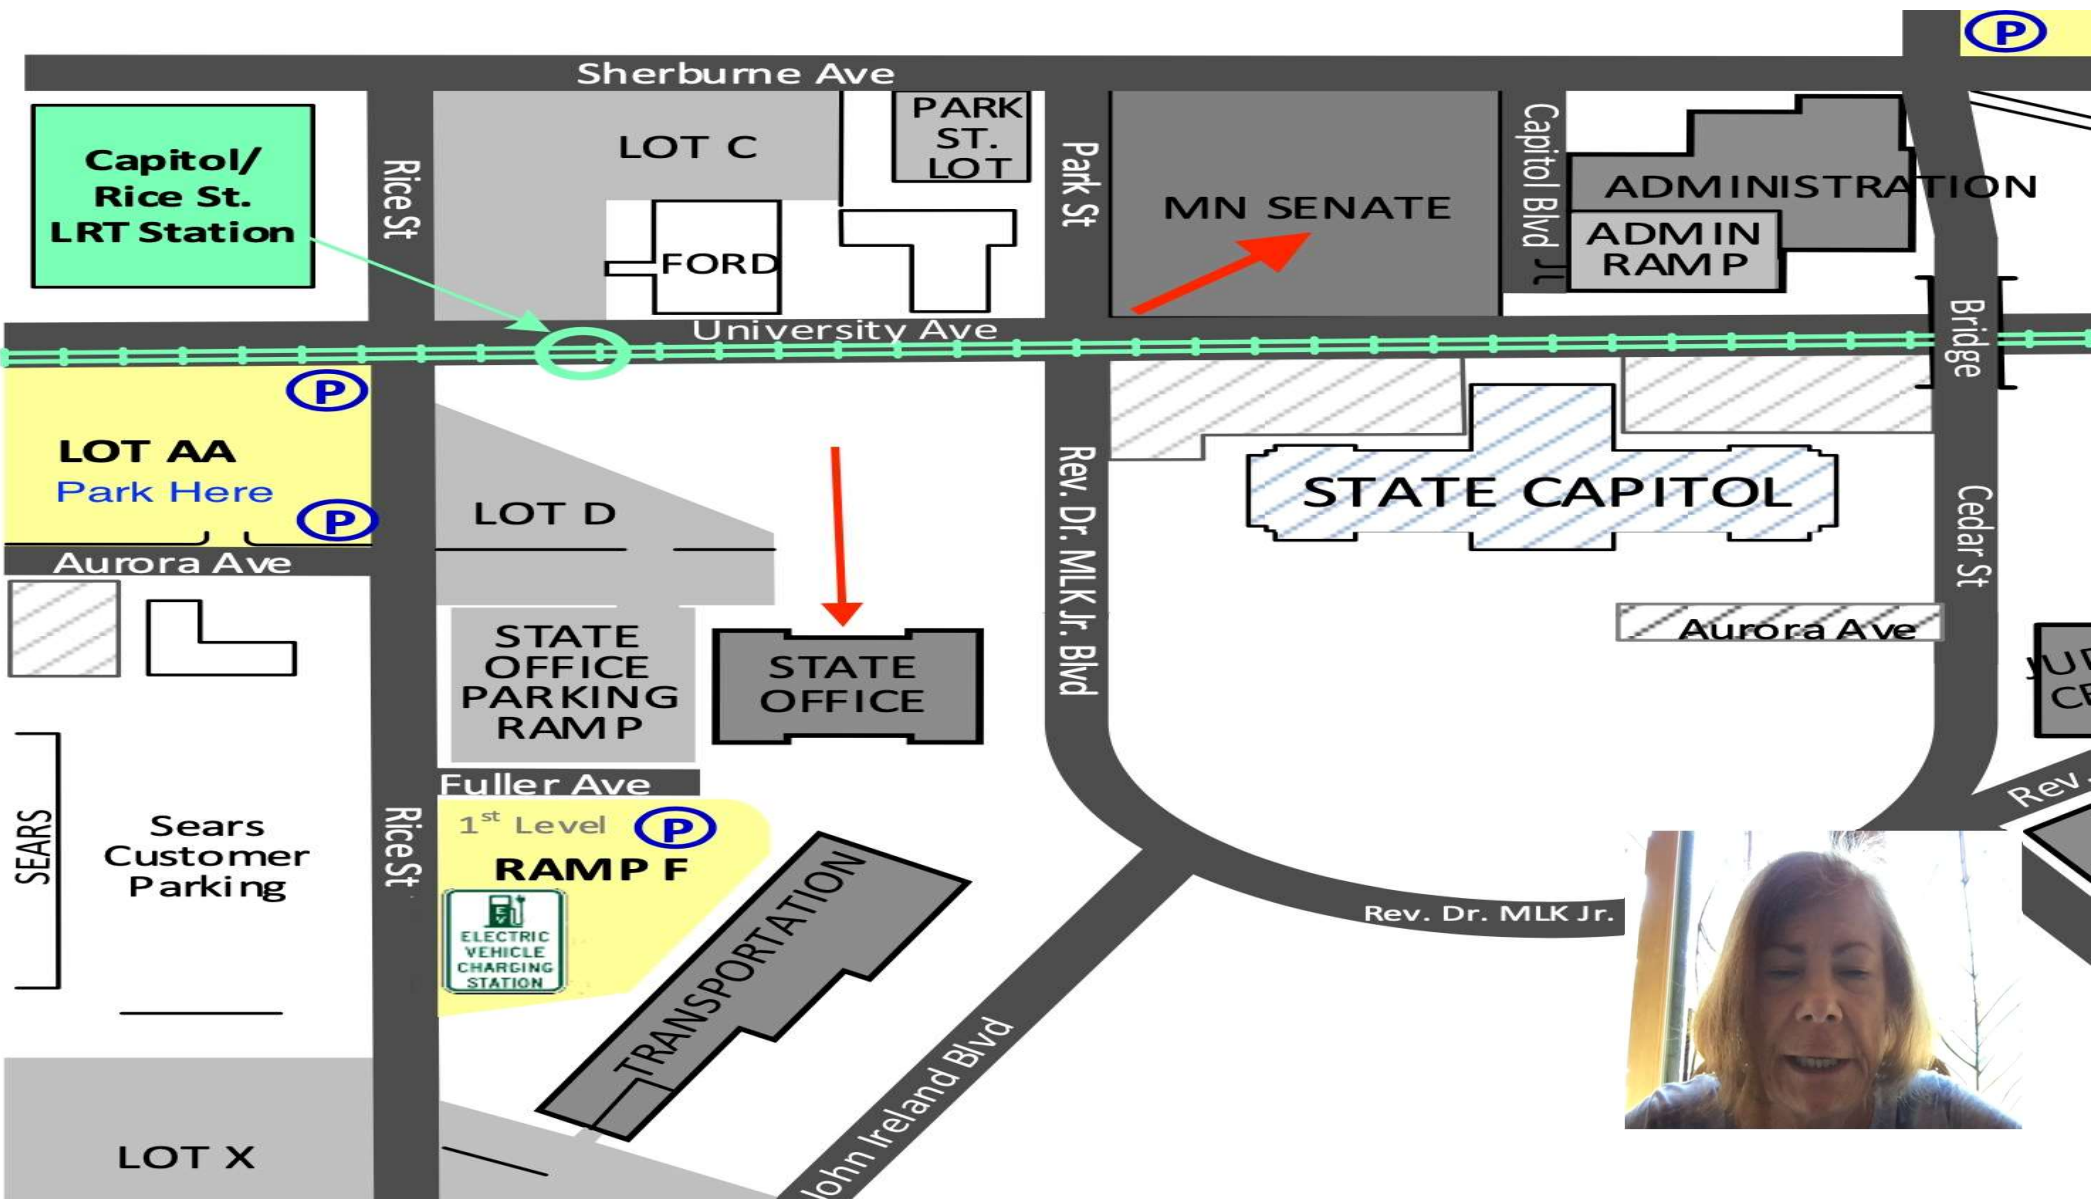 P
Sherburne Ave
Capitol/
Rice St.
LRT Station
Rice St
LOT C
PARK
ST.
LOT
Park St
MN SENATE
Capitol Blvd
ADMINISTRATION
ADMIN
RAMP
FORD
University Ave
Bridge
P
LOT AA
Park Here
P
Aurora Ave
LOT D
Rev. Dr. MLK Jr. Blvd
STATE CAPITOL
Cedar St
Aurora Ave
STATE
OFFICE
PARKING
RAMP
STATE
OFFICE
Fuller Ave
1st Level
P
RAMP F
EV
ELECTRIC
VEHICLE
CHARGING
STATION
SEARS
Sears
Customer
Parking
Rice St
TRANSPORTATION
Rev. Dr. MLK Jr.
Rev.
John Ireland Blvd
LOT X